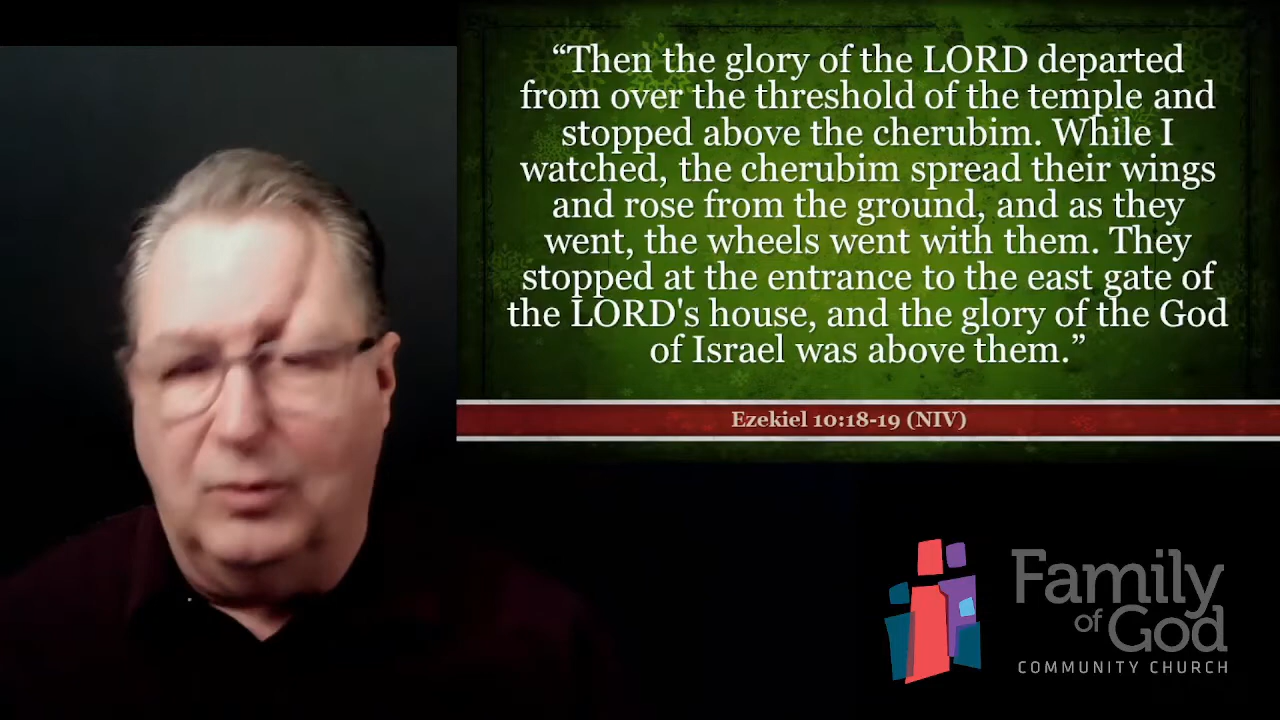 “Then the glory of the LORD departed
from over the threshold of the temple and
stopped above the cherubim. While I
watched, the cherubim spread their wings
and rose from the ground, and as they
went, the wheels went with them. They
stopped at the entrance to the east gate of
the LORD's house, and the glory of the God
of Israel was above them.”
Ezekiel 10:18-19 (NIV)
Family
of God
COMMUNITY CHURCH